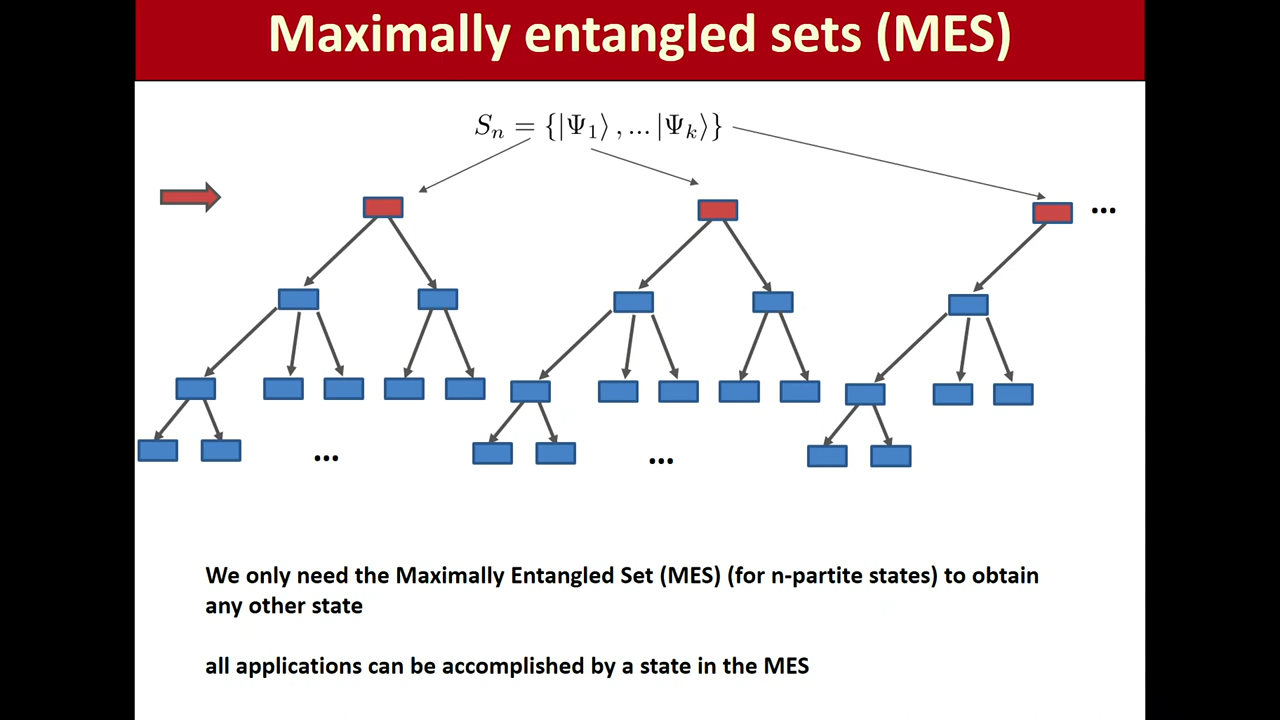 Maximally entangled sets (MES)
Sₙ = {|Ψ₁⟩ , ... |Ψₖ⟩}
...
... ...
We only need the Maximally Entangled Set (MES) (for n-partite states) to obtain
any other state
all applications can be accomplished by a state in the MES